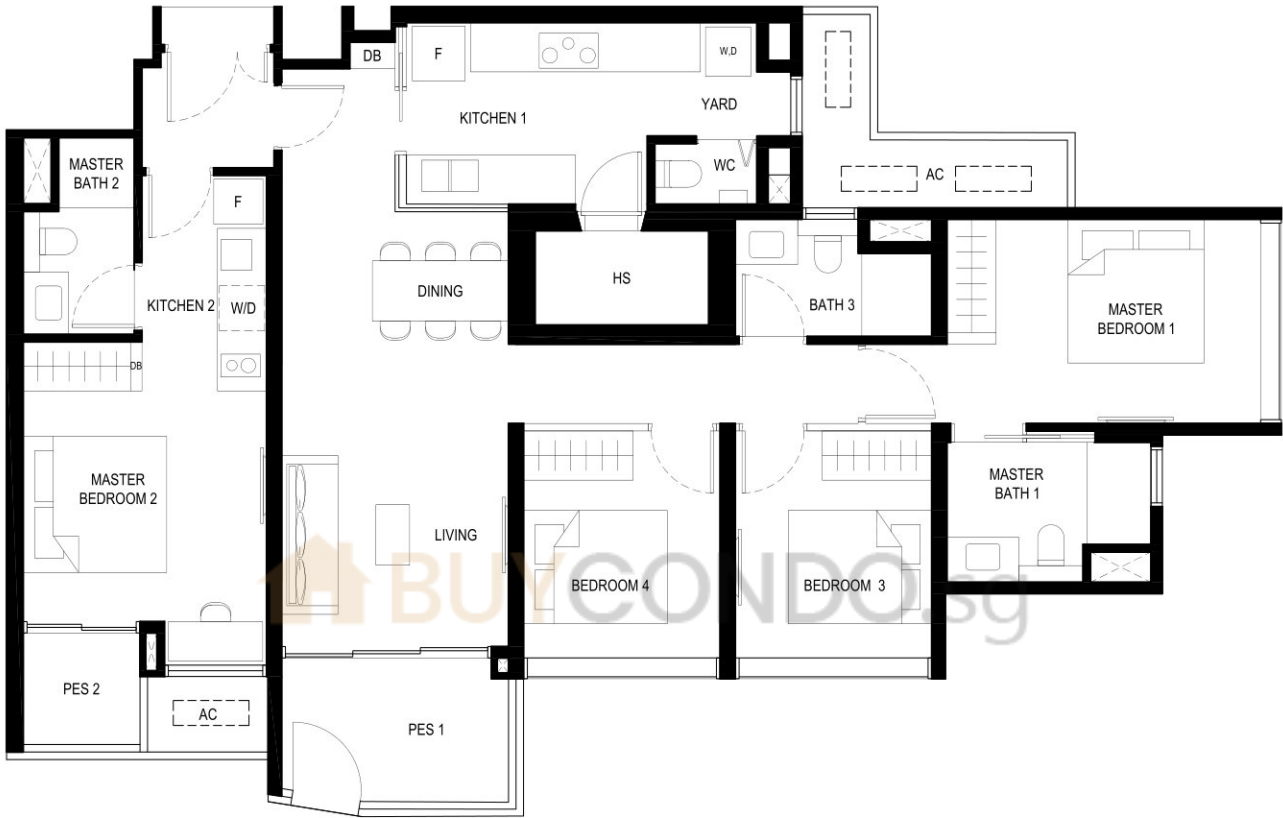 DB
F
W,D
KITCHEN 1
YARD
MASTER
BATH 2
WC
AC
F
HS
DINING
KITCHEN 2
W/D
BATH 3
MASTER
BEDROOM 1
DB
MASTER
BEDROOM 2
MASTER
BATH 1
LIVING
BEDROOM 4
BEDROOM 3
BUYCONDO.sg
PES 2
AC
PES 1